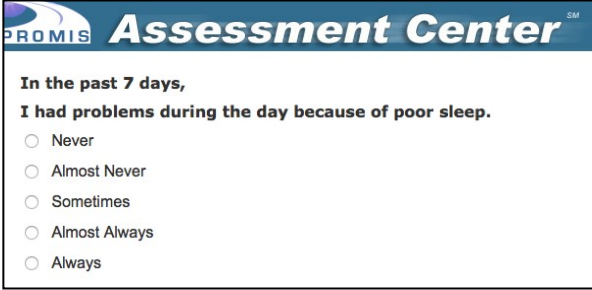 PROMIS Assessment Center SM
In the past 7 days,
I had problems during the day because of poor sleep.
Never
Almost Never
Sometimes
Almost Always
Always